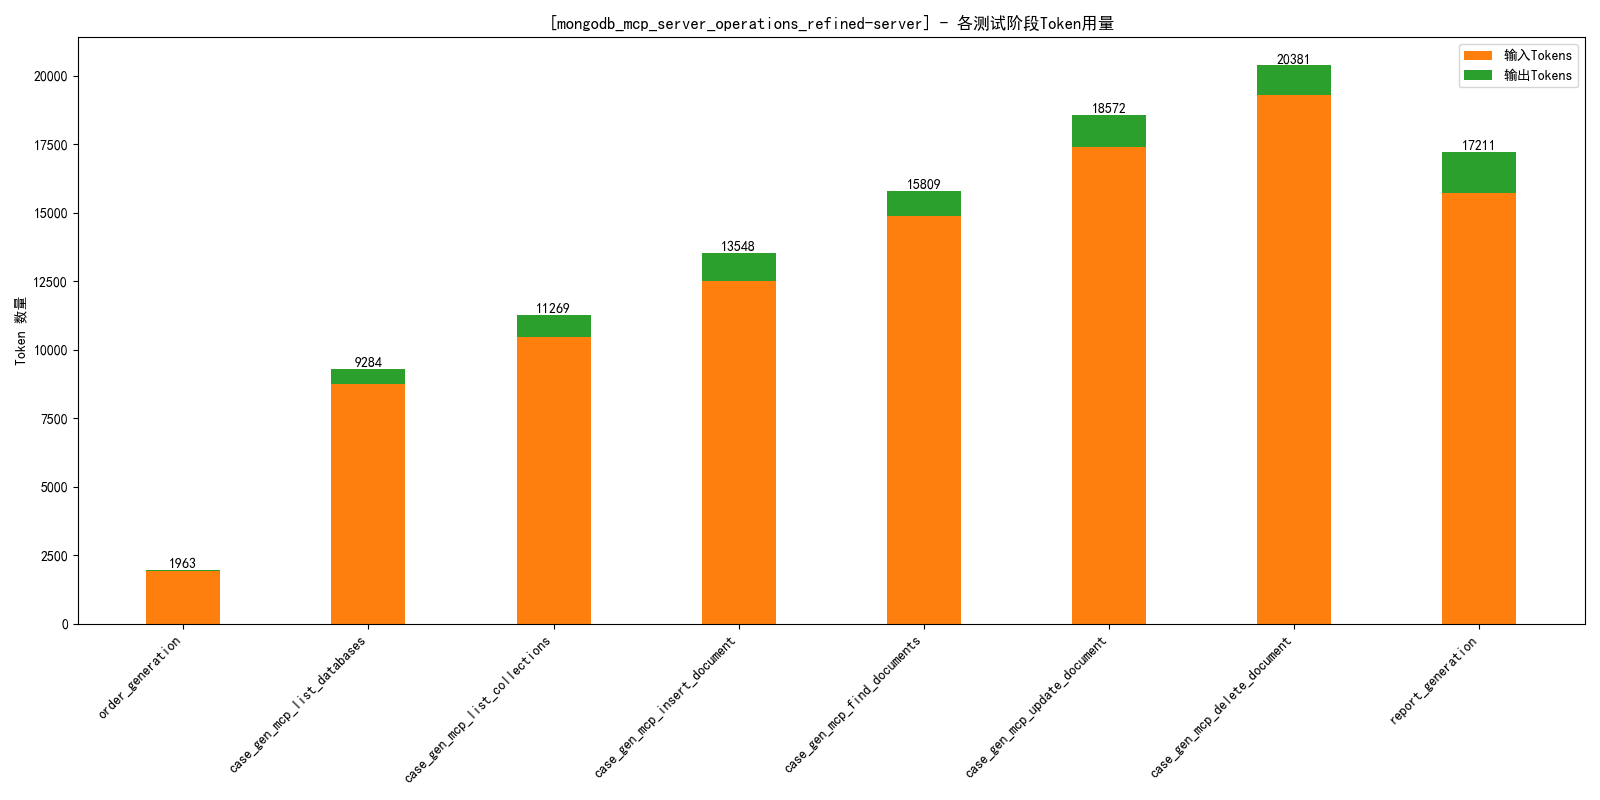 [mongodb_mcp_server_operations_refined-server] - 各测试阶段Token用量
输入Tokens
输出Tokens
Token 数量
20000
17500
15000
12500
10000
7500
5000
2500
0
1963
9284
11269
13548
15809
18572
20381
17211
order_generation
case_gen_mcp_list_databases
case_gen_mcp_list_collections
case_gen_mcp_insert_document
case_gen_mcp_find_documents
case_gen_mcp_update_document
case_gen_mcp_delete_document
report_generation